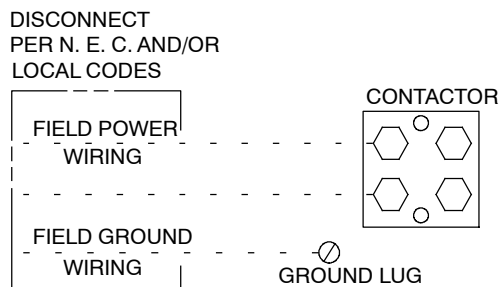 DISCONNECT
PER N. E. C. AND/OR
LOCAL CODES
CONTACTOR
FIELD POWER
WIRING
FIELD GROUND
WIRING
GROUND LUG